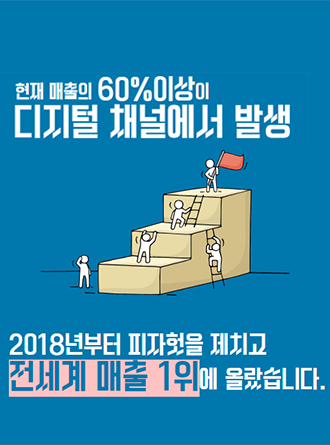 현재 매출의 60%이상이
디지털 채널에서 발생
2018년부터 피자헛을 제치고
전세계 매출 1위에 올랐습니다.